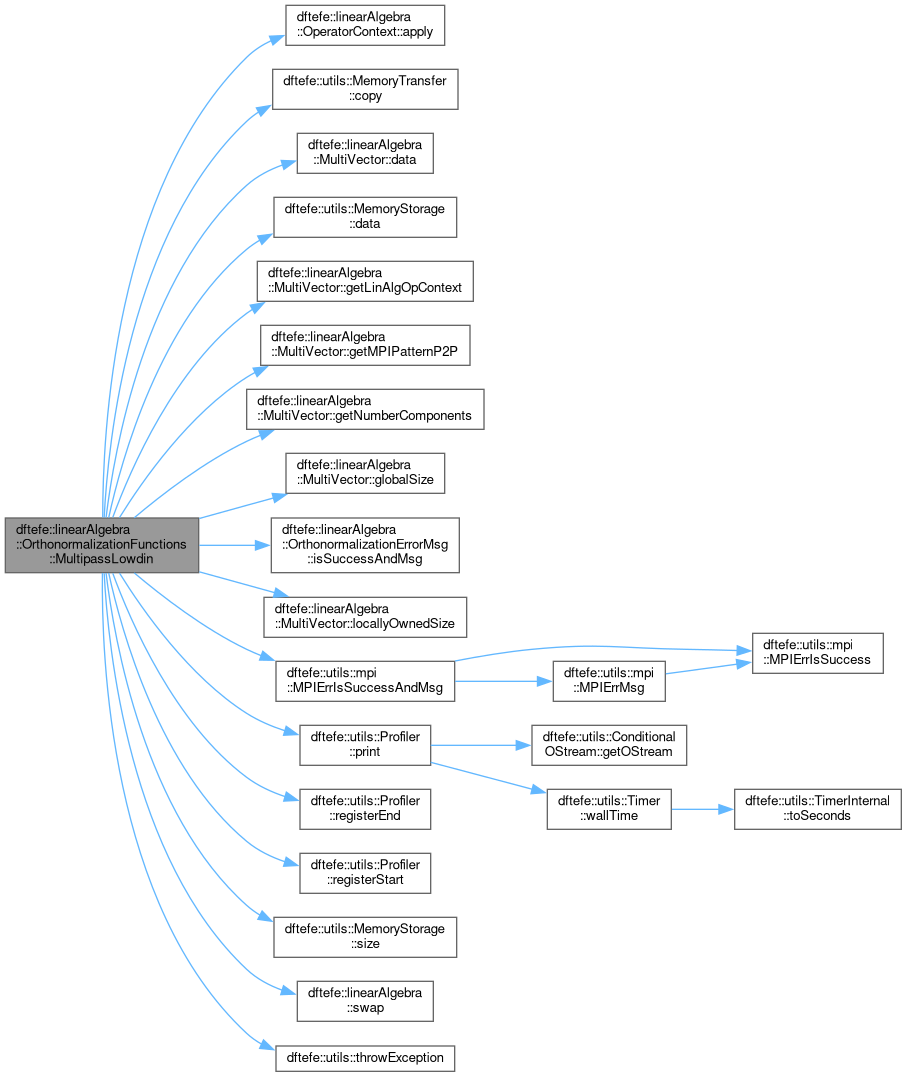 dftefe::linearAlgebra
::OperatorContext::apply
dftefe::utils::MemoryTransfer
::copy
dftefe::linearAlgebra
::MultiVector::data
dftefe::utils::MemoryStorage
::data
dftefe::linearAlgebra
::MultiVector::getLinAlgOpContext
dftefe::linearAlgebra
::MultiVector::getMPIPatternP2P
dftefe::linearAlgebra
::MultiVector::getNumberComponents
dftefe::linearAlgebra
::MultiVector::globalSize
dftefe::linearAlgebra
::OrthonormalizationFunctions
::MultipassLowdin
dftefe::linearAlgebra
::OrthonormalizationErrorMsg
::isSuccessAndMsg
dftefe::linearAlgebra
::MultiVector::locallyOwnedSize
dftefe::utils::mpi
::MPIErrIsSuccessAndMsg
dftefe::utils::mpi
::MPIErrMsg
dftefe::utils::mpi
::MPIErrIsSuccess
dftefe::utils::Profiler
::print
dftefe::utils::Conditional
OStream::getOStream
dftefe::utils::Timer
::wallTime
dftefe::utils::TimerInternal
::toSeconds
dftefe::utils::Profiler
::registerEnd
dftefe::utils::Profiler
::registerStart
dftefe::utils::MemoryStorage
::size
dftefe::linearAlgebra
::swap
dftefe::utils::throwException